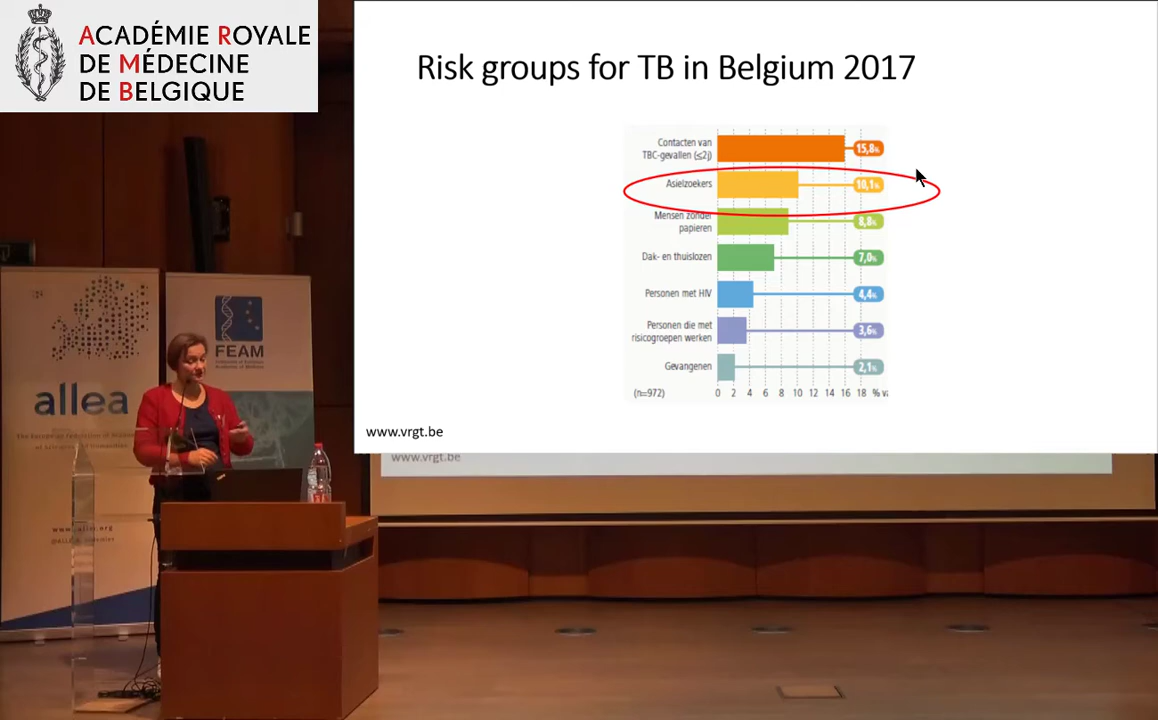 ACADÉMIE ROYALE
DE MÉDECINE
DE BELGIQUE
Risk groups for TB in Belgium 2017
Contacten van
TBC-gevallen (≤2j)
15,8%
Asielzoekers
10,1%
Mensen zonder
papieren
8,8%
Dak- en thuislozen
7,0%
Personen met HIV
4,4%
Personen die met
risicogroepen werken
3,6%
Gevangenen
2,1%
(n=972)
0 2 4 6 8 10 12 14 16 18 % va
www.vrgt.be
www.vrgt.be
FEAM
allea